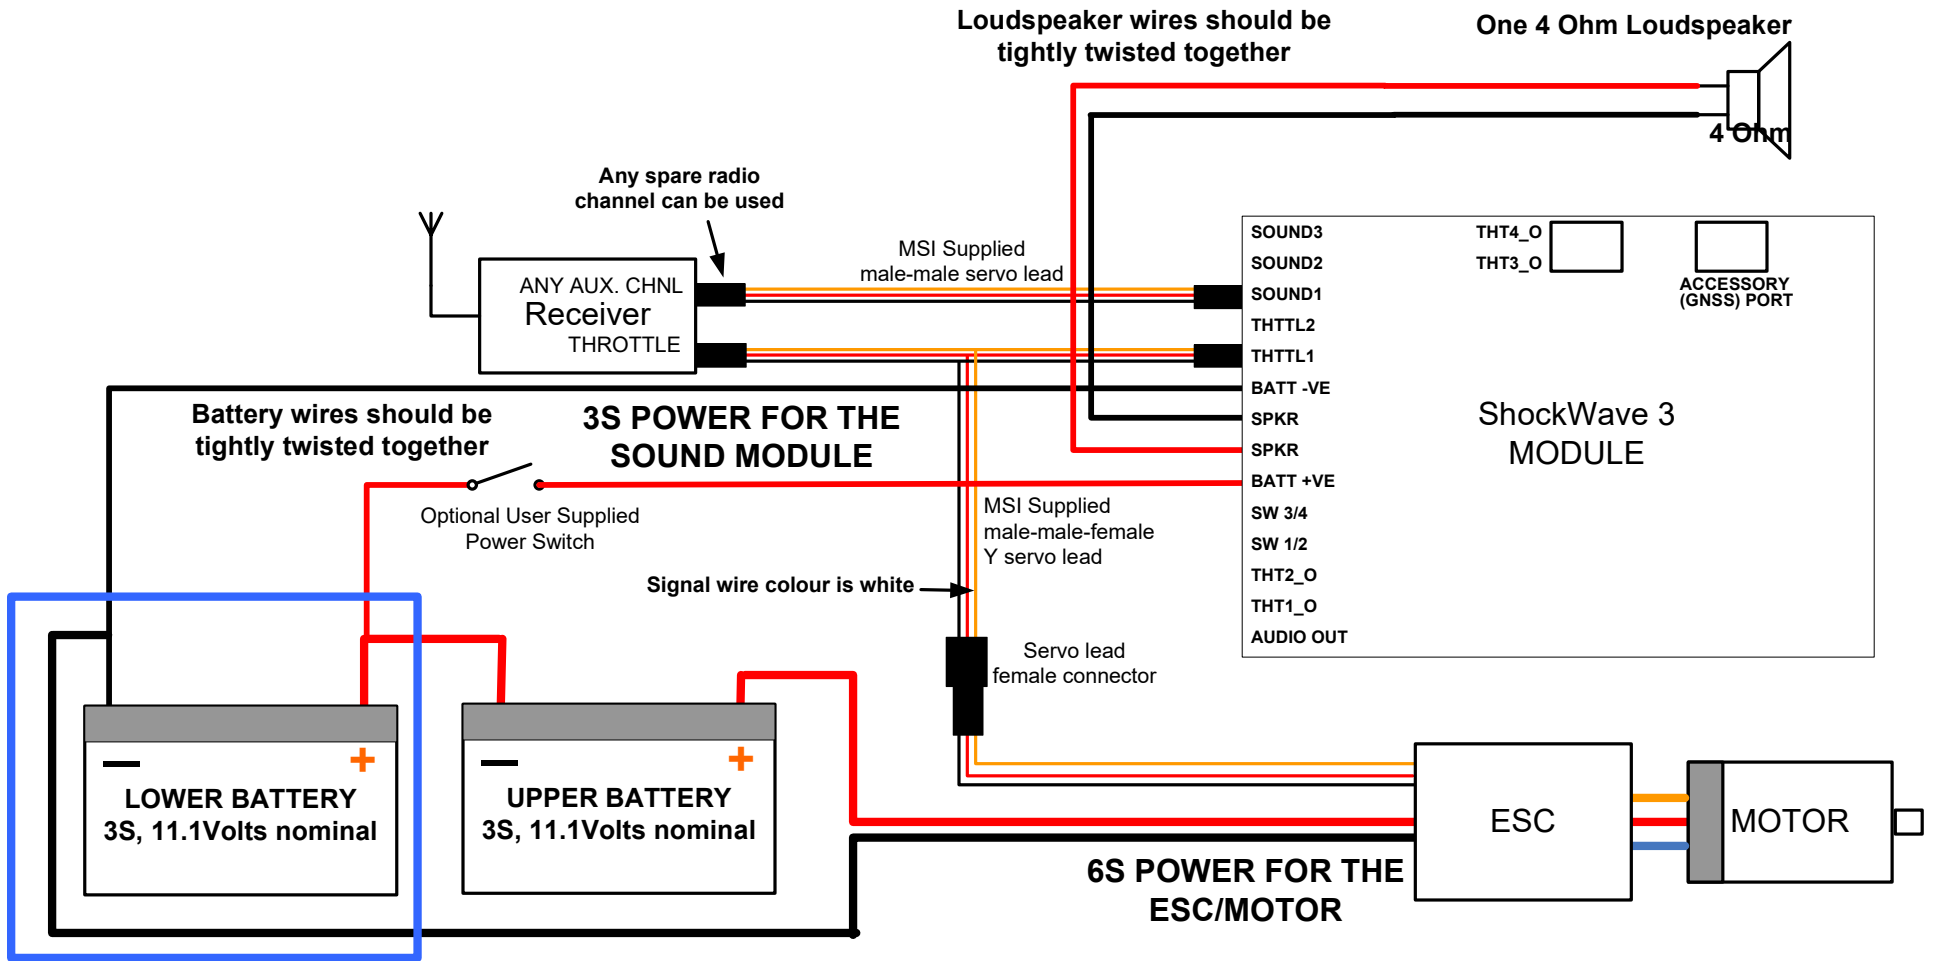 Loudspeaker wires should be
tightly twisted together
One 4 Ohm Loudspeaker
4 Ohm
Any spare radio
channel can be used
MSI Supplied
male-male servo lead
ANY AUX. CHNL
Receiver
THROTTLE
SOUND3
SOUND2
SOUND1
THTTL2
THTTL1
BATT -VE
SPKR
SPKR
BATT +VE
SW 3/4
SW 1/2
THT2_O
THT1_O
AUDIO OUT
THT4_O
THT3_O
ACCESSORY
(GNSS) PORT
ShockWave 3
MODULE
Battery wires should be
tightly twisted together
3S POWER FOR THE
SOUND MODULE
Optional User Supplied
Power Switch
MSI Supplied
male-male-female
Y servo lead
Signal wire colour is white
Servo lead
female connector
— +
LOWER BATTERY
3S, 11.1Volts nominal
— +
UPPER BATTERY
3S, 11.1Volts nominal
ESC
MOTOR
6S POWER FOR THE
ESC/MOTOR